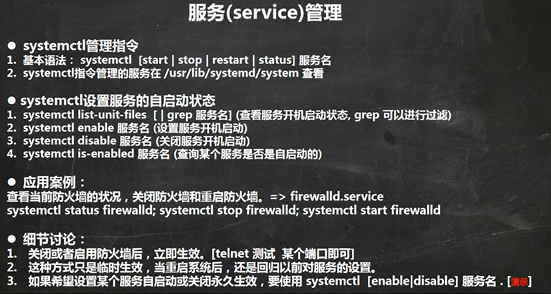 服务(service)管理
● systemctl管理指令
1. 基本语法： systemctl [start | stop | restart | status] 服务名
2. systemctl指令管理的服务在 /usr/lib/systemd/system 查看
●systemctl设置服务的自启动状态
1. systemctl list-unit-files [ | grep 服务名] (查看服务开机启动状态, grep 可以进行过滤)
2. systemctl enable 服务名 (设置服务开机启动)
3. systemctl disable 服务名 (关闭服务开机启动)
4. systemctl is-enabled 服务名 (查询某个服务是否是自启动的)
● 应用案例：
查看当前防火墙的状况，关闭防火墙和重启防火墙。=> firewalld.service
systemctl status firewalld; systemctl stop firewalld; systemctl start firewalld
● 细节讨论：
1. 关闭或者启用防火墙后，立即生效。[telnet 测试 某个端口即可]
2. 这种方式只是临时生效，当重启系统后，还是回归以前对服务的设置。
3. 如果希望设置某个服务自启动或关闭永久生效，要使用 systemctl [enable|disable] 服务名 . [演示]